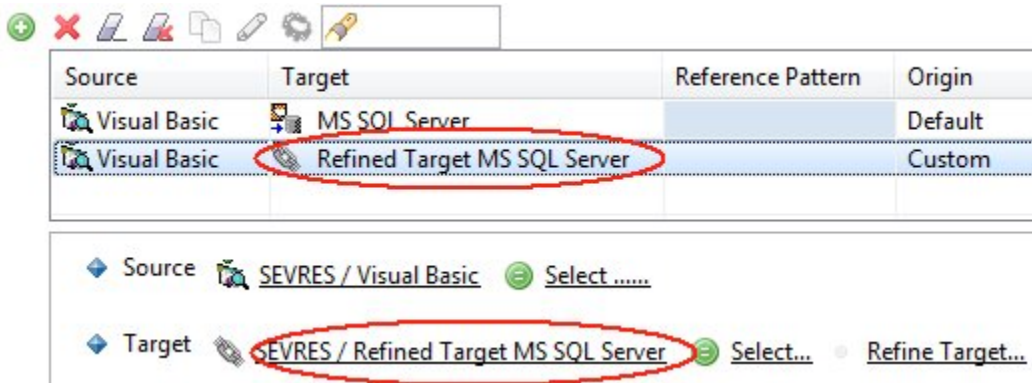 Source Target Reference Pattern Origin
Visual Basic MS SQL Server Default
Visual Basic Refined Target MS SQL Server Custom
Source SEVRES / Visual Basic Select ......
Target SEVRES / Refined Target MS SQL Server Select... Refine Target...